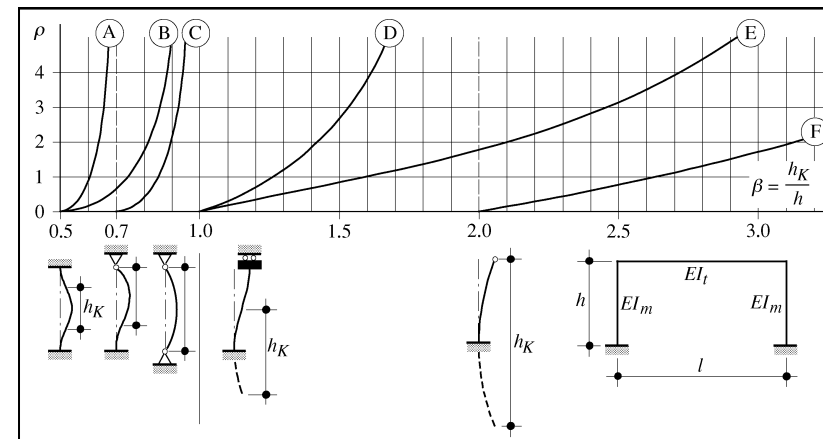 ρ A B C D E F
4
3
2
1
0
β = h_K / h
0.5 0.7 1.0 1.5 2.0 2.5 3.0
h_K
h_K
h_K
h
EI_t
EI_m EI_m
l